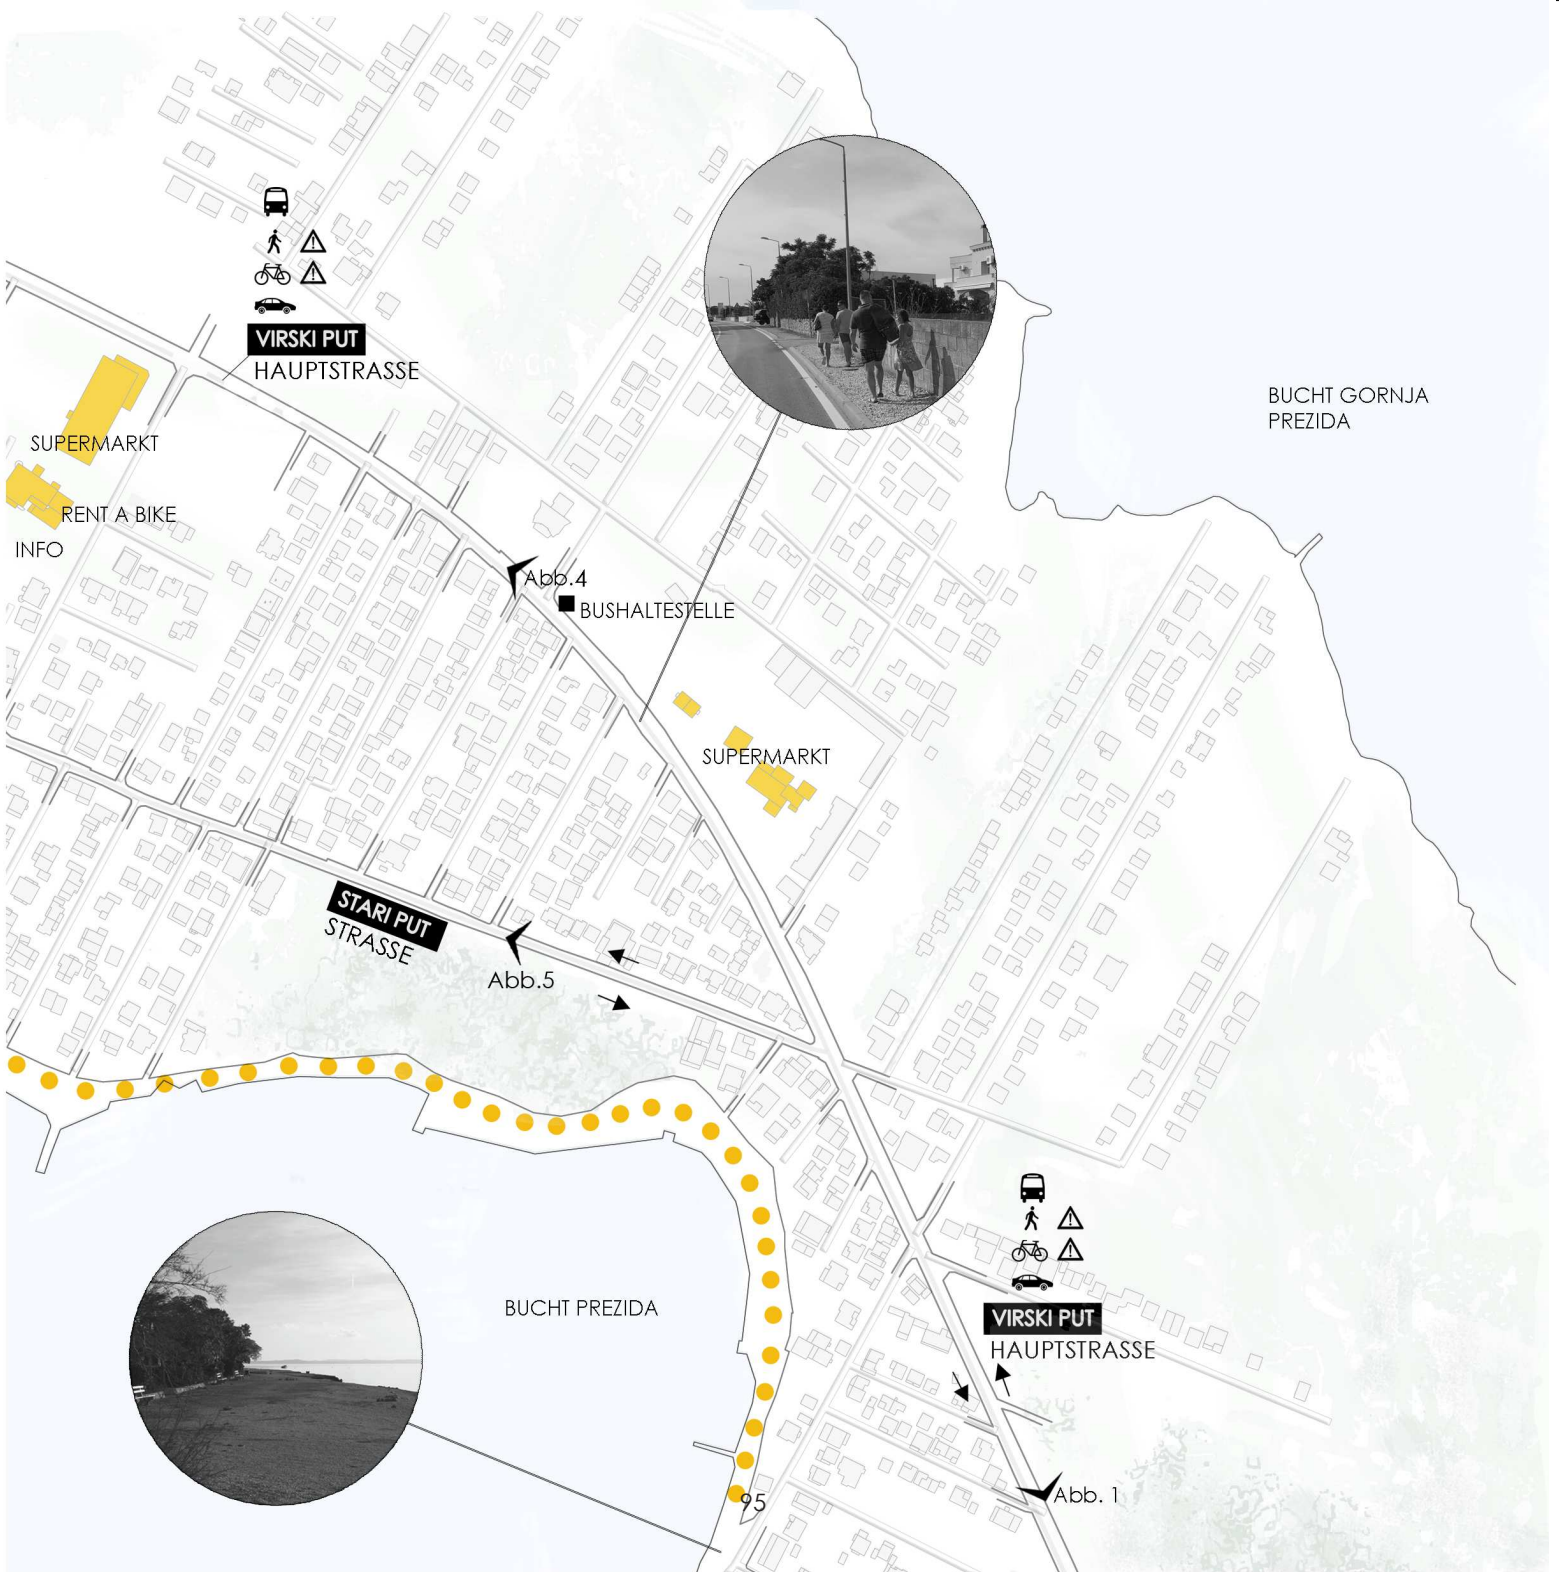 VIRSKI PUT
HAUPTSTRASSE
BUCHT GORNJA
PREZIDA
SUPERMARKT
RENT A BIKE
INFO
Abb.4
BUSHALTESTELLE
SUPERMARKT
STARI PUT
STRASSE
Abb.5
BUCHT PREZIDA
VIRSKI PUT
HAUPTSTRASSE
Abb. 1
95